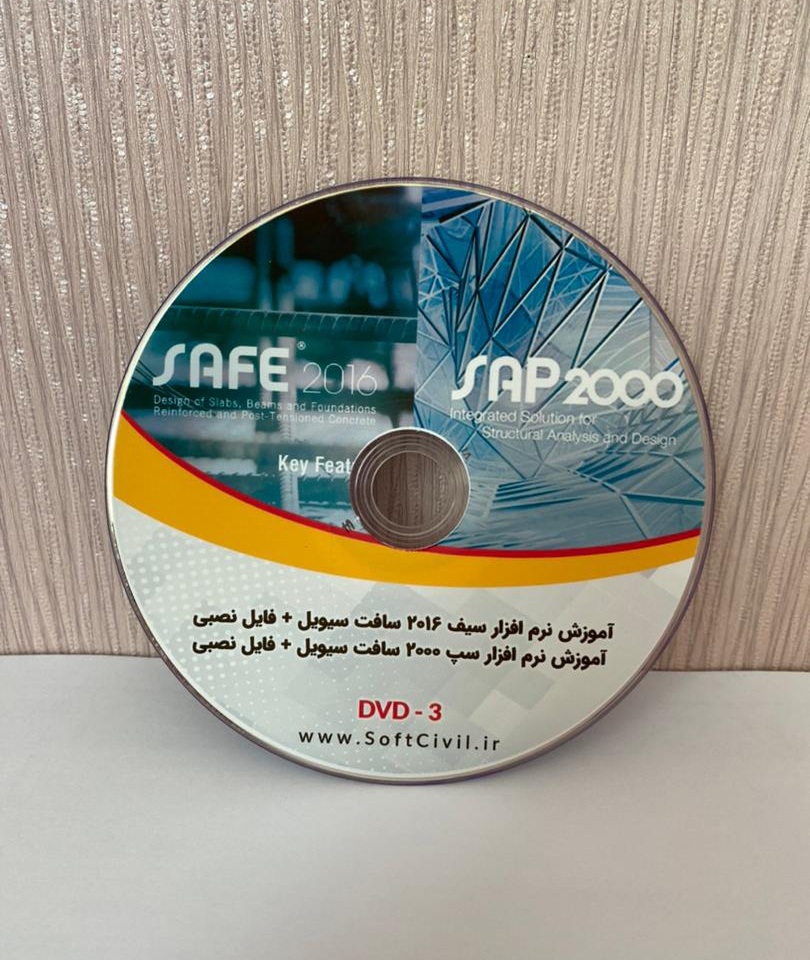 SAFE® 2016
Design of Slabs, Beams and Foundations
Reinforced and Post-Tensioned Concrete
Key Feat
SAP2000
Integrated Solution for
Structural Analysis and Design
آموزش نرم افزار سیف ۲۰۱۶ سافت سیویل + فایل نصبی
آموزش نرم افزار سپ ۲۰۰۰ سافت سیویل + فایل نصبی
DVD - 3
www.SoftCivil.ir